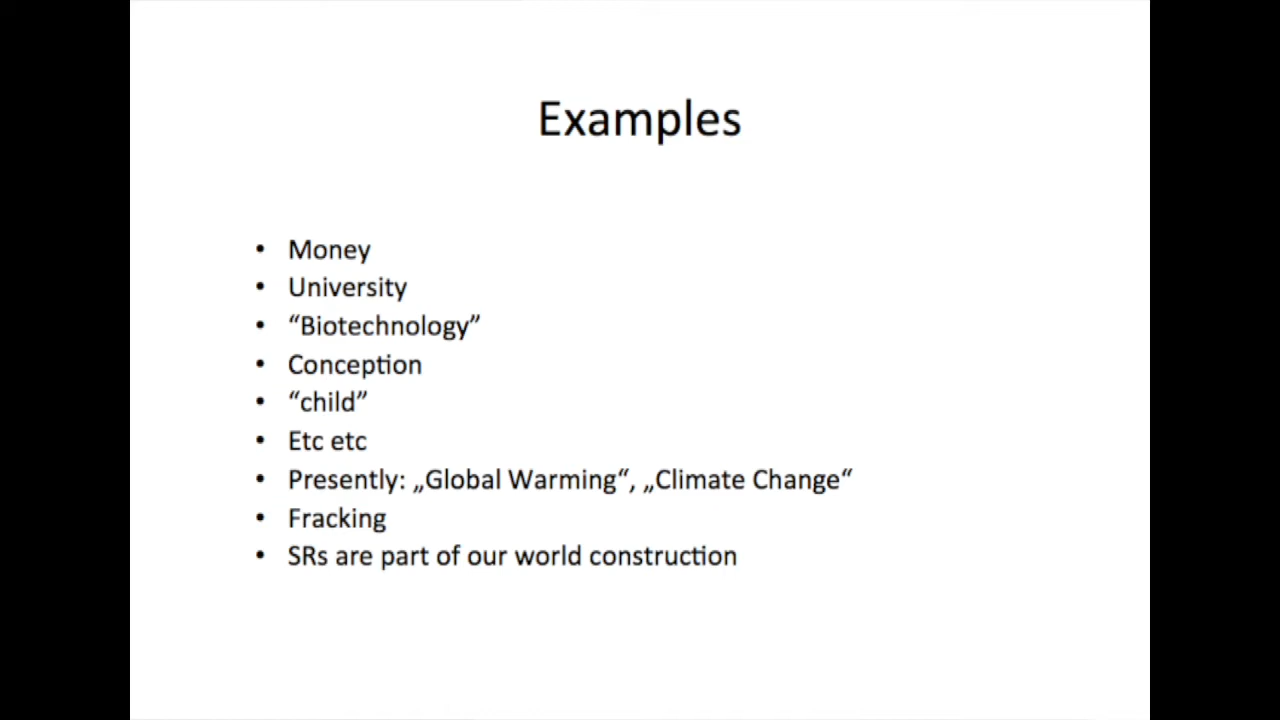 Examples
• Money
• University
• “Biotechnology”
• Conception
• “child”
• Etc etc
• Presently: „Global Warming“, „Climate Change“
• Fracking
• SRs are part of our world construction